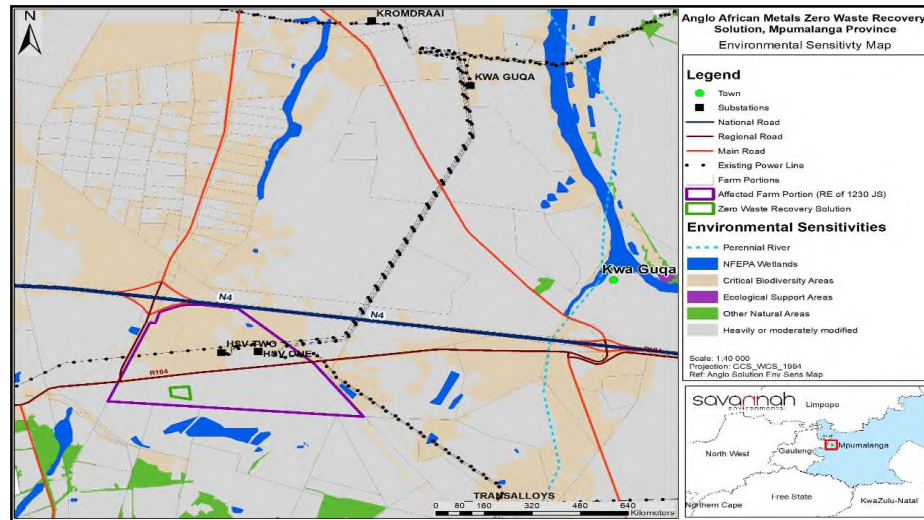 N
KROMDRAAI
KWA GUQA
Kwa Guqa
N4
N4
HSV TWO
HSV ONE
R104
R104
TRANSALLOYS
0 80 160 320 480 640
Kilometers
Anglo African Metals Zero Waste Recovery
Solution, Mpumalanga Province
Environmental Sensitivty Map
Legend
Town
Substations
National Road
Regional Road
Main Road
Existing Power Line
Farm Portions
Affected Farm Portion (RE of 1230 JS)
Zero Waste Recovery Solution
Environmental Sensitivities
Perennial River
NFEPA Wetlands
Critical Biodiversity Areas
Ecological Support Areas
Other Natural Areas
Heavily or moderately modified
Scale: 1:40 000
Projection: GCS_WGS_1984
Ref: Anglo Solution Env Sens Map
savannah
environmental
Limpopo
North West
Gauteng
Mpumalanga
Free State
Northern Cape
KwaZulu-Natal